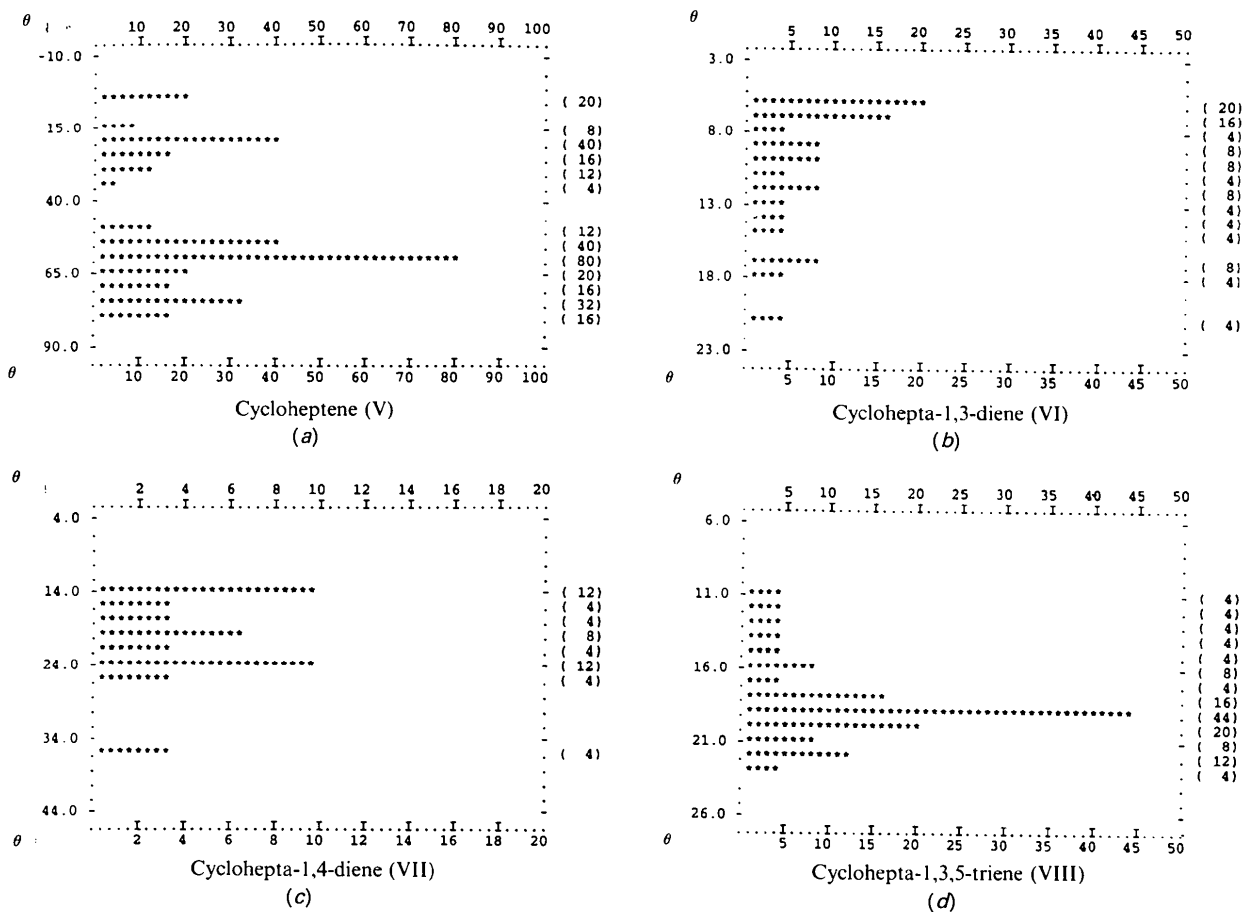 θ
10 20 30 40 50 60 70 80 90 100
-10.0
( 20)
15.0
( 8)
( 40)
( 16)
( 12)
( 4)
40.0
( 12)
( 40)
( 80)
65.0
( 20)
( 16)
( 32)
( 16)
90.0
θ
10 20 30 40 50 60 70 80 90 100
Cycloheptene (V)
(a)
θ
5 10 15 20 25 30 35 40 45 50
3.0
( 20)
( 16)
8.0
( 4)
( 8)
( 8)
( 4)
( 8)
13.0
( 4)
( 4)
( 4)
( 8)
18.0
( 4)
( 4)
23.0
θ
5 10 15 20 25 30 35 40 45 50
Cyclohepta-1,3-diene (VI)
(b)
θ
2 4 6 8 10 12 14 16 18 20
4.0
14.0
( 12)
( 4)
( 4)
( 8)
( 4)
24.0
( 12)
( 4)
34.0
( 4)
44.0
θ
2 4 6 8 10 12 14 16 18 20
Cyclohepta-1,4-diene (VII)
(c)
θ
5 10 15 20 25 30 35 40 45 50
6.0
11.0
( 4)
( 4)
( 4)
( 4)
( 4)
16.0
( 8)
( 4)
( 16)
( 44)
( 20)
21.0
( 8)
( 12)
( 4)
26.0
θ
5 10 15 20 25 30 35 40 45 50
Cyclohepta-1,3,5-triene (VIII)
(d)